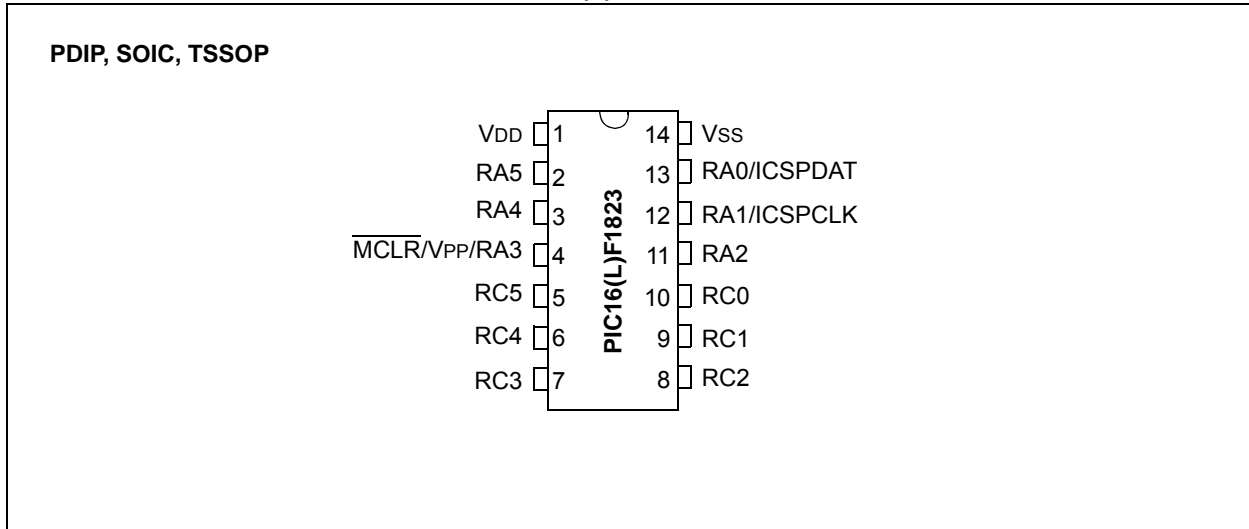 PDIP, SOIC, TSSOP
VDD 1 14 VSS
RA5 2 13 RA0/ICSPDAT
RA4 3 12 RA1/ICSPCLK
MCLR/VPP/RA3 4 11 RA2
RC5 5 10 RC0
RC4 6 9 RC1
RC3 7 8 RC2
PIC16(L)F1823